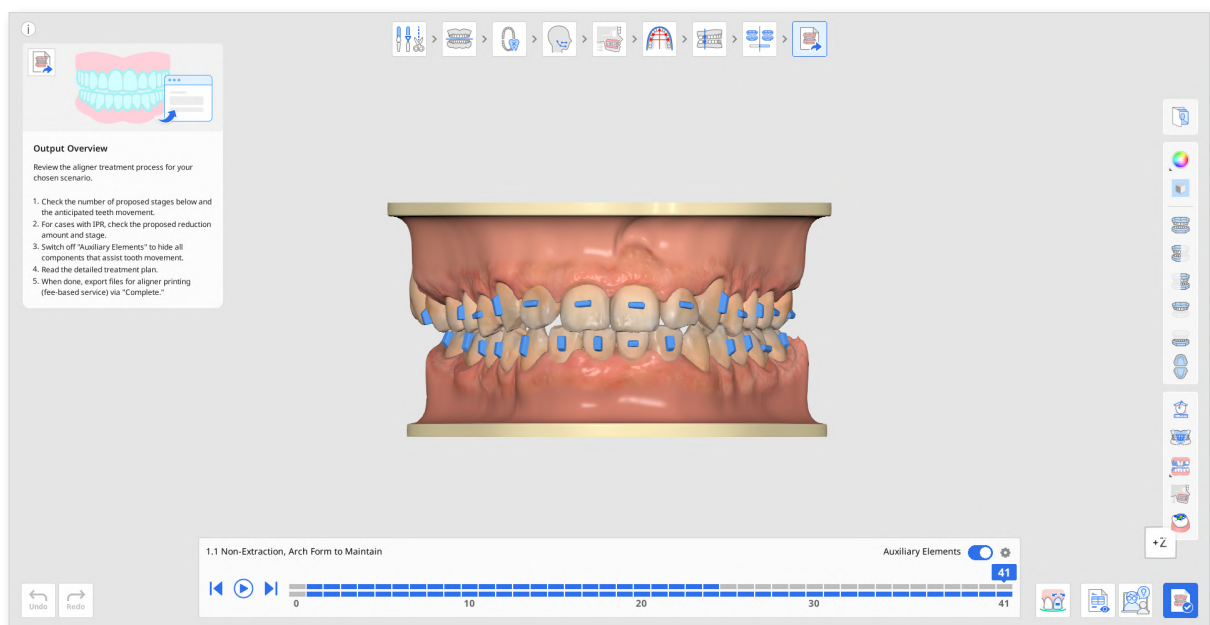 i
Output Overview
Review the aligner treatment process for your
chosen scenario.
1. Check the number of proposed stages below and
the anticipated teeth movement.
2. For cases with IPR, check the proposed reduction
amount and stage.
3. Switch off "Auxiliary Elements" to hide all
components that assist tooth movement.
4. Read the detailed treatment plan.
5. When done, export files for aligner printing
(fee-based service) via "Complete."
+Z
1.1 Non-Extraction, Arch Form to Maintain
Auxiliary Elements
41
0 10 20 30 41
Undo Redo